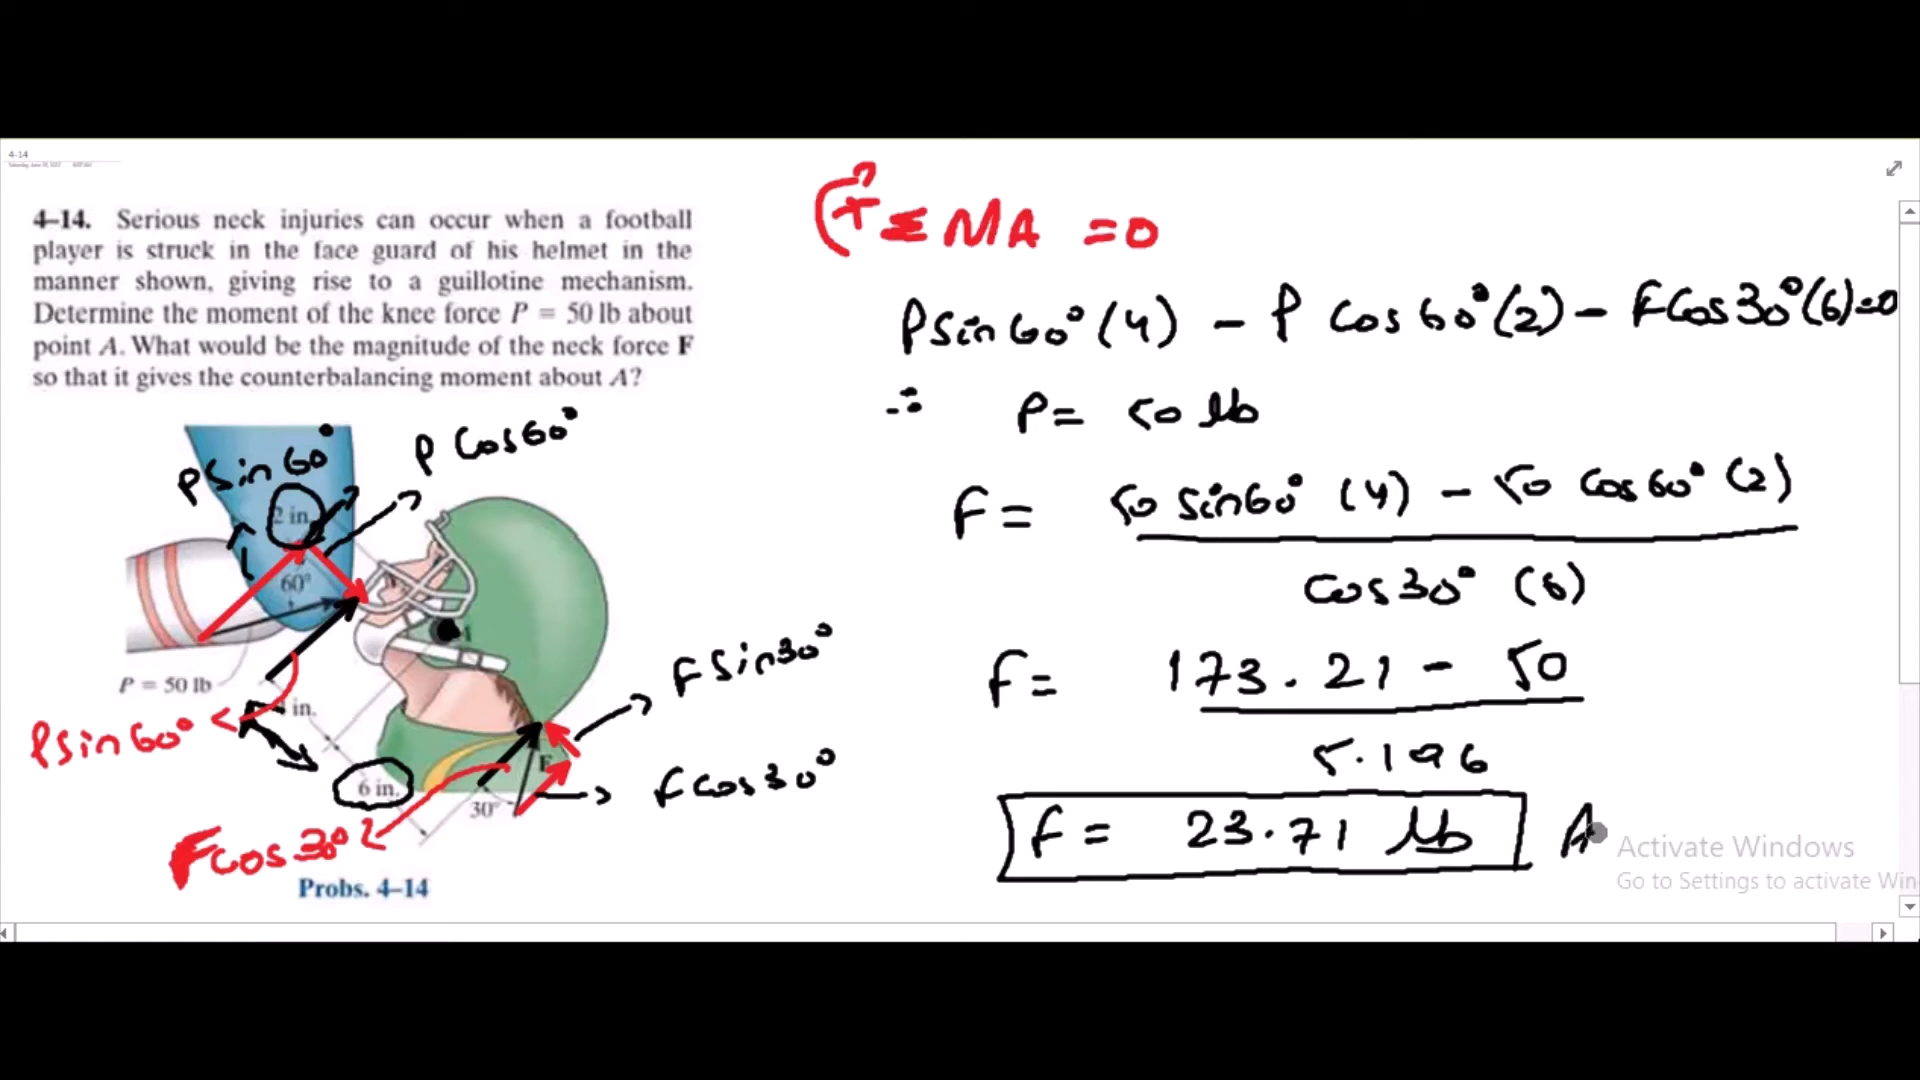 4-14
4–14. Serious neck injuries can occur when a football
player is struck in the face guard of his helmet in the
manner shown, giving rise to a guillotine mechanism.
Determine the moment of the knee force P = 50 lb about
point A. What would be the magnitude of the neck force F
so that it gives the counterbalancing moment about A?
P Sin 60°
P Cos 60°
2 in.
60°
A
P = 50 lb
P sin 60°
in.
F Sin 30°
F
F Cos 30°
6 in.
30°
F Cos 30°
Probs. 4–14
+ Σ MA = 0
P sin 60° (4) - P Cos 60° (2) - F Cos 30° (6) = 0
P = 50 lb
F = 50 sin 60° (4) - 50 Cos 60° (2)
Cos 30° (6)
F = 173.21 - 50
5.196
F = 23.71 lb A
Activate Windows
Go to Settings to activate Win